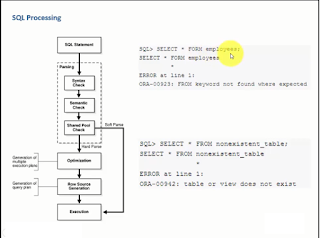 SQL Processing
SQL Statement
Parsing
Syntax
Check
Semantic
Check
Shared Pool
Check
Soft Parse
Hard Parse
Generation of
multiple
execution plans
Optimization
Generation of
query plan
Row Source
Generation
Execution
SQL> SELECT * FORM employees;
SELECT * FORM employees
*
ERROR at line 1:
ORA-00923: FROM keyword not found where expected
SQL> SELECT * FROM nonexistent_table;
SELECT * FROM nonexistent_table
*
ERROR at line 1:
ORA-00942: table or view does not exist